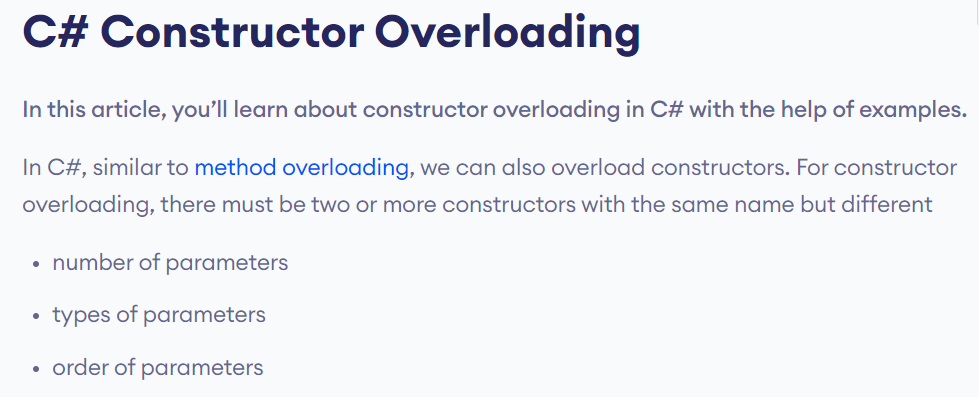 C# Constructor Overloading
In this article, you’ll learn about constructor overloading in C# with the help of examples.
In C#, similar to method overloading, we can also overload constructors. For constructor
overloading, there must be two or more constructors with the same name but different
• number of parameters
• types of parameters
• order of parameters